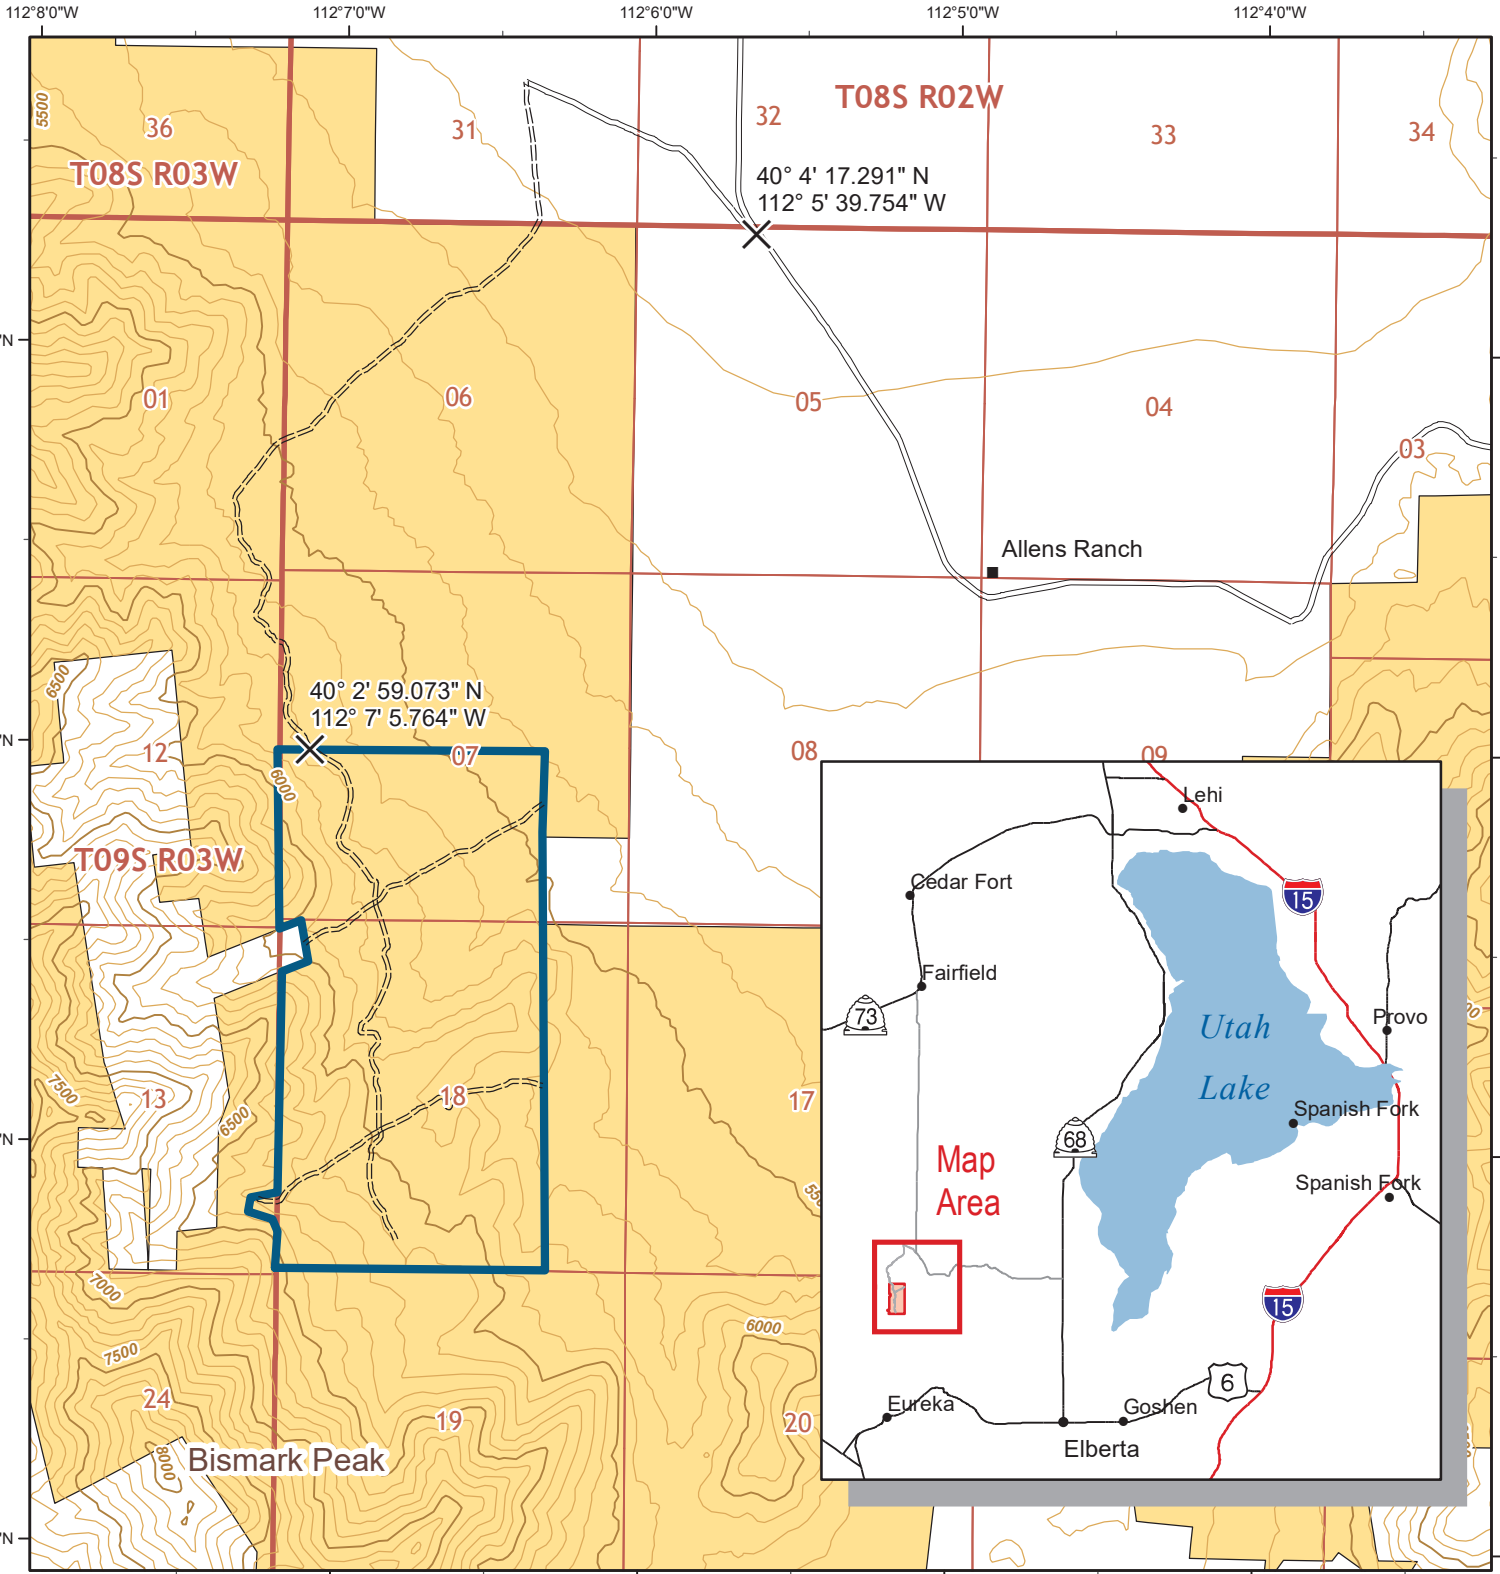 112°8'0"W
112°7'0"W
112°6'0"W
112°5'0"W
112°4'0"W
5500
36
31
32
T08S R02W
33
34
T08S R03W
40° 4' 17.291" N
112° 5' 39.754" W
'N
01
06
05
04
03
Allens Ranch
6500
40° 2' 59.073" N
112° 7' 5.764" W
'N
12
07
08
09
6000
T09S R03W
Lehi
Cedar Fort
15
Fairfield
73
Utah
Lake
Provo
7500
13
6500
18
17
Spanish Fork
'N
68
Map
Area
Spanish Fork
7000
15
6000
7500
24
19
20
6
Eureka
Goshen
Elberta
Bismark Peak
8000
'N